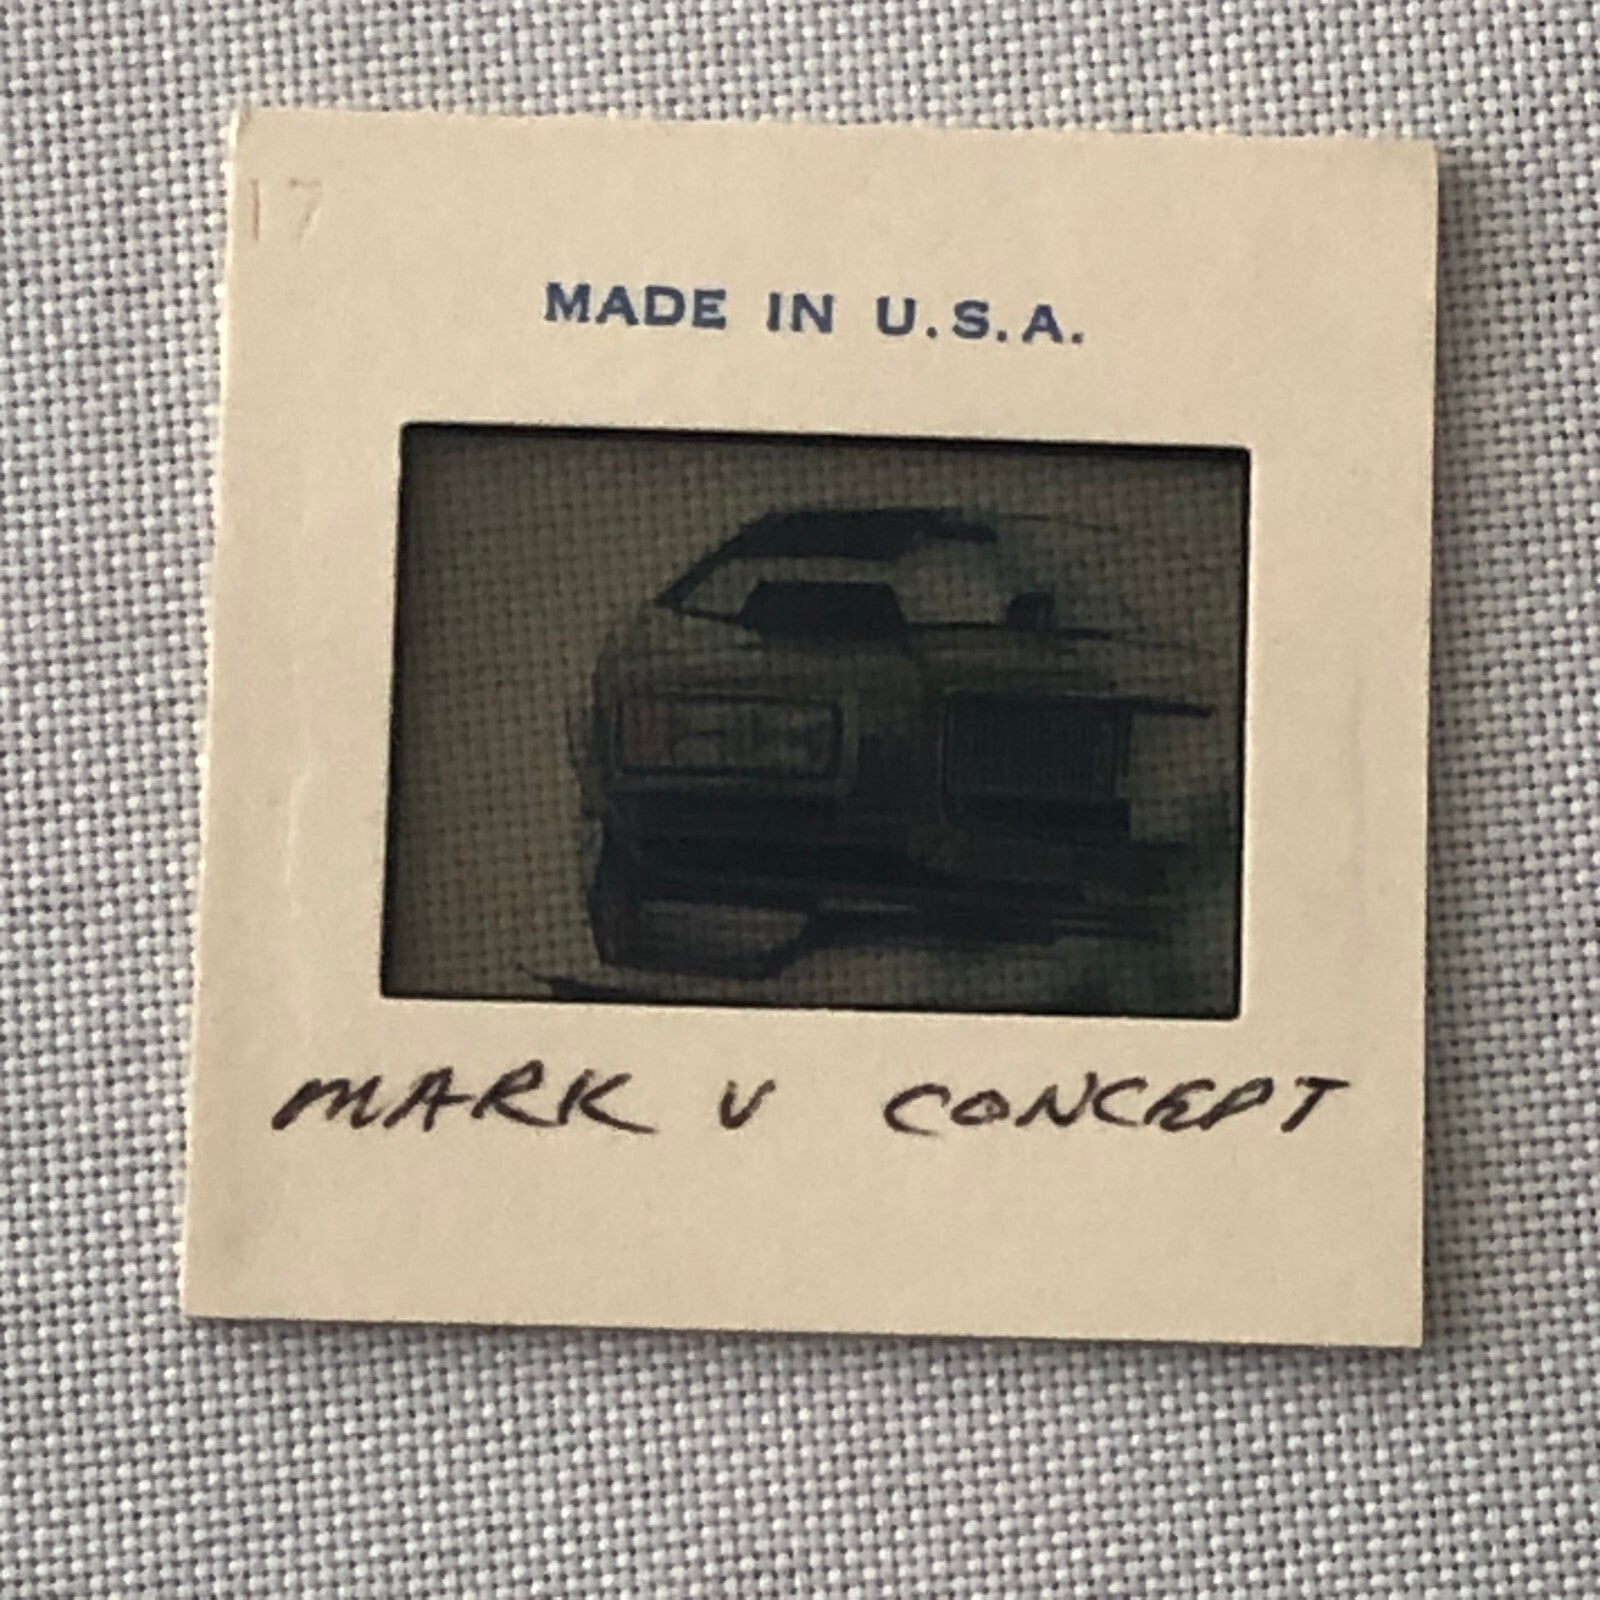 17
MADE IN U.S.A.
MARK V CONCEPT